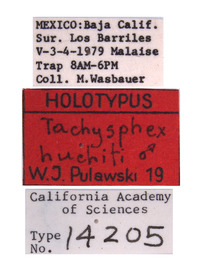 MEXICO:Baja Calif.
Sur. Los Barriles
V-3-4-1979 Malaise
Trap 8AM-6PM
Coll. M.Wasbauer
HOLOTYPUS
Tachysphex
huchiti ♂
W.J. Pulawski 19
California Academy
of Sciences
Type
No. 14205